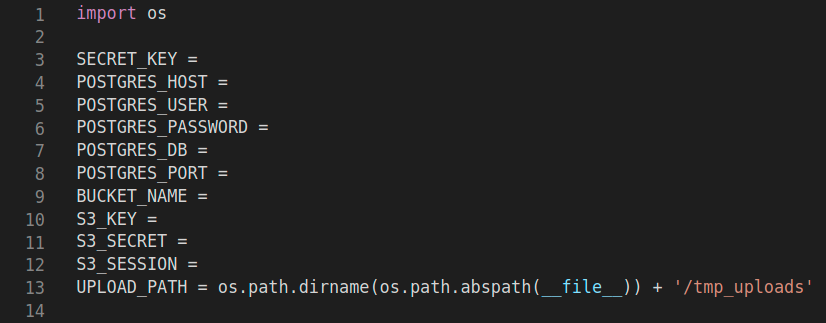 1 import os
2
3 SECRET_KEY =
4 POSTGRES_HOST =
5 POSTGRES_USER =
6 POSTGRES_PASSWORD =
7 POSTGRES_DB =
8 POSTGRES_PORT =
9 BUCKET_NAME =
10 S3_KEY =
11 S3_SECRET =
12 S3_SESSION =
13 UPLOAD_PATH = os.path.dirname(os.path.abspath(__file__)) + '/tmp_uploads'
14